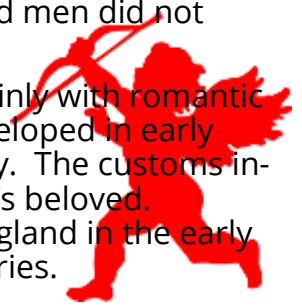 d men did not
inly with romantic
eloped in early
y. The customs in-
s beloved.
gland in the early
ries.